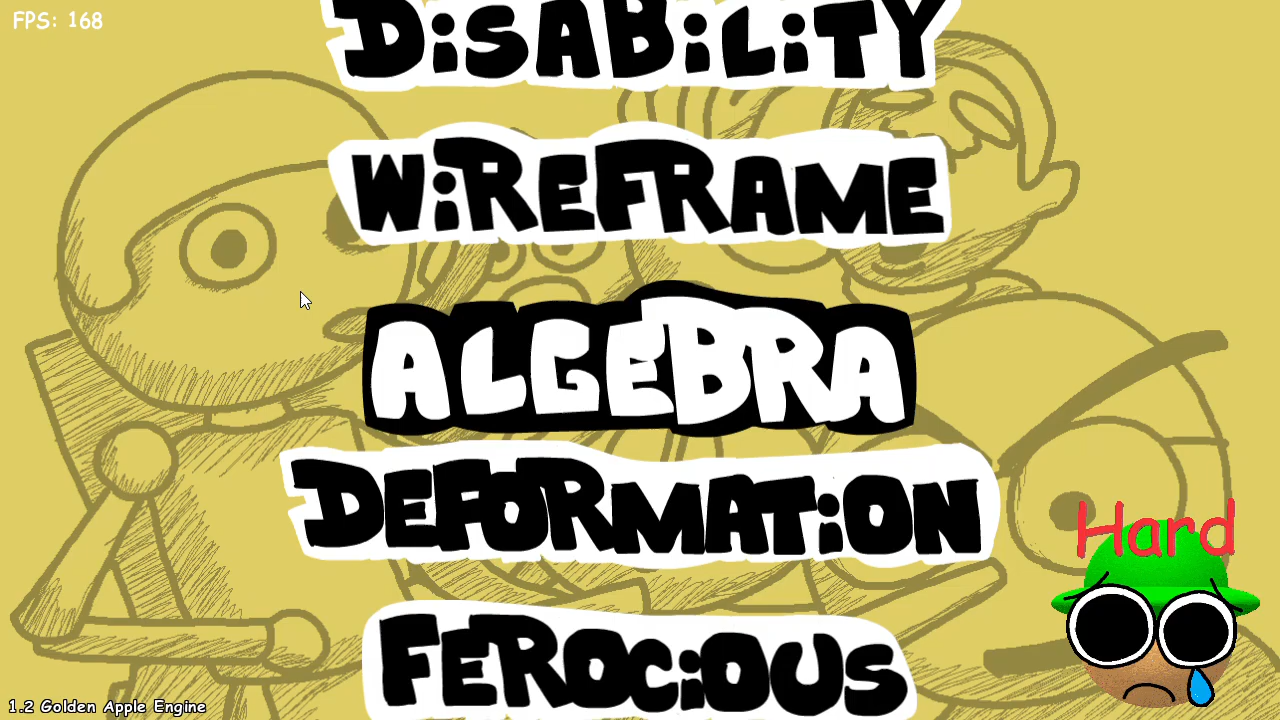 FPS: 168
DiSABiLiTY
WiREFRAME
ALGEBRA
DEFORMATiON
Hard
FEROCiOUS
1.2 Golden Apple Engine